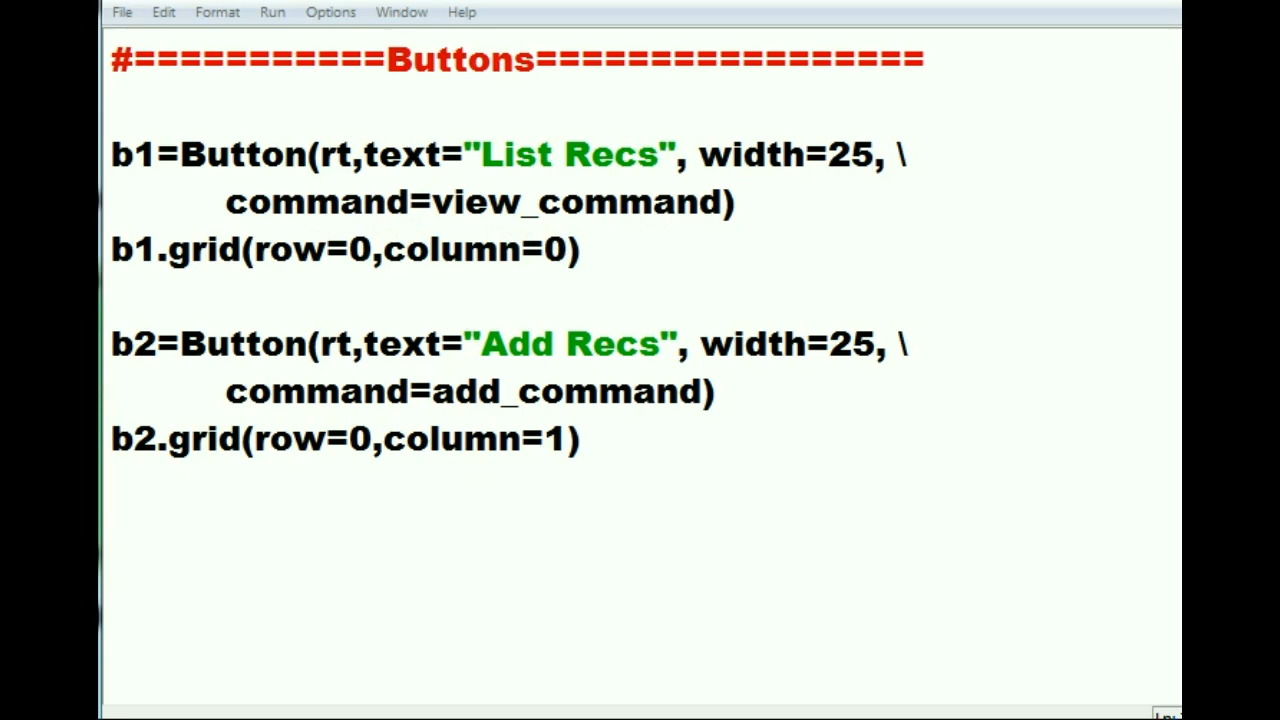 File Edit Format Run Options Window Help
#===========Buttons=================
b1=Button(rt,text="List Recs", width=25, \
command=view_command)
b1.grid(row=0,column=0)
b2=Button(rt,text="Add Recs", width=25, \
command=add_command)
b2.grid(row=0,column=1)